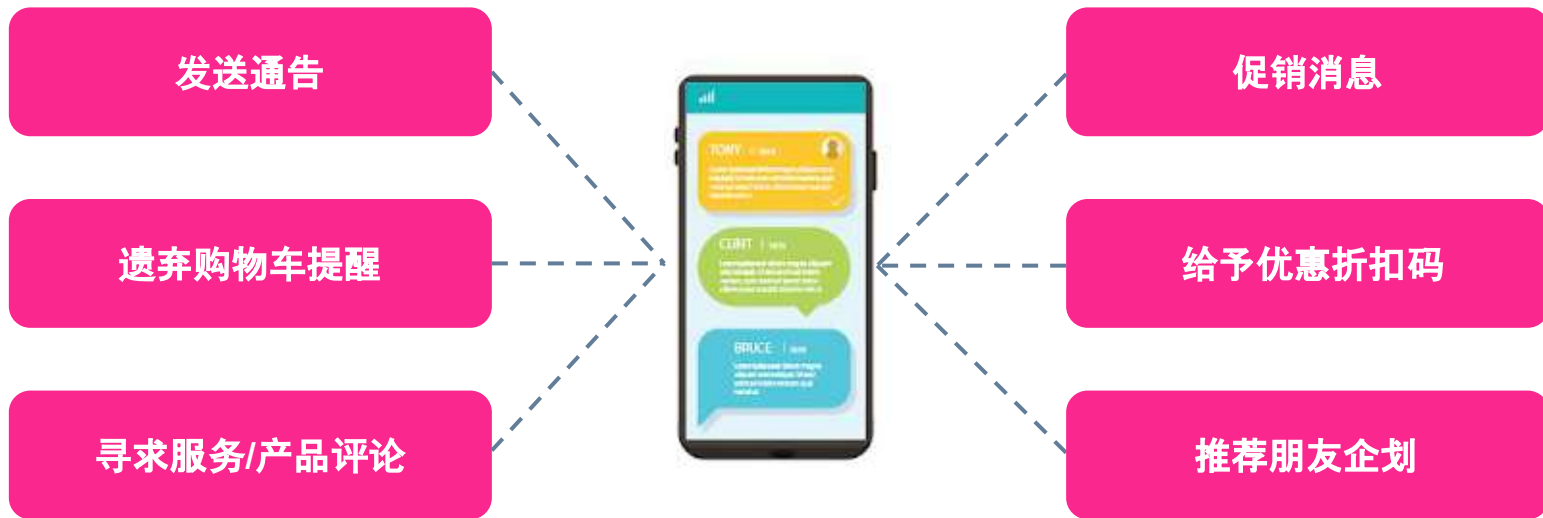 发送通告
遗弃购物车提醒
寻求服务/产品评论
TONY
CLINT
BRUCE
促销消息
给予优惠折扣码
推荐朋友企划